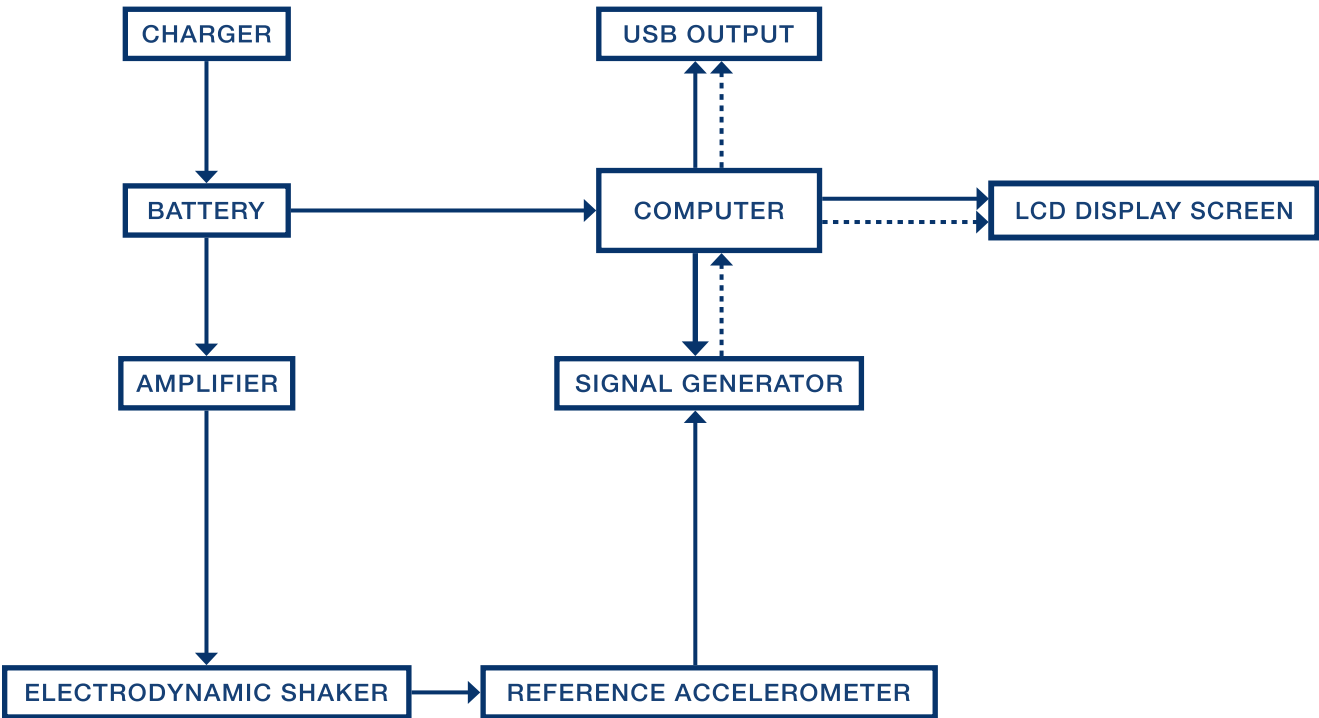 CHARGER
USB OUTPUT
BATTERY
COMPUTER
LCD DISPLAY SCREEN
AMPLIFIER
SIGNAL GENERATOR
ELECTRODYNAMIC SHAKER
REFERENCE ACCELEROMETER